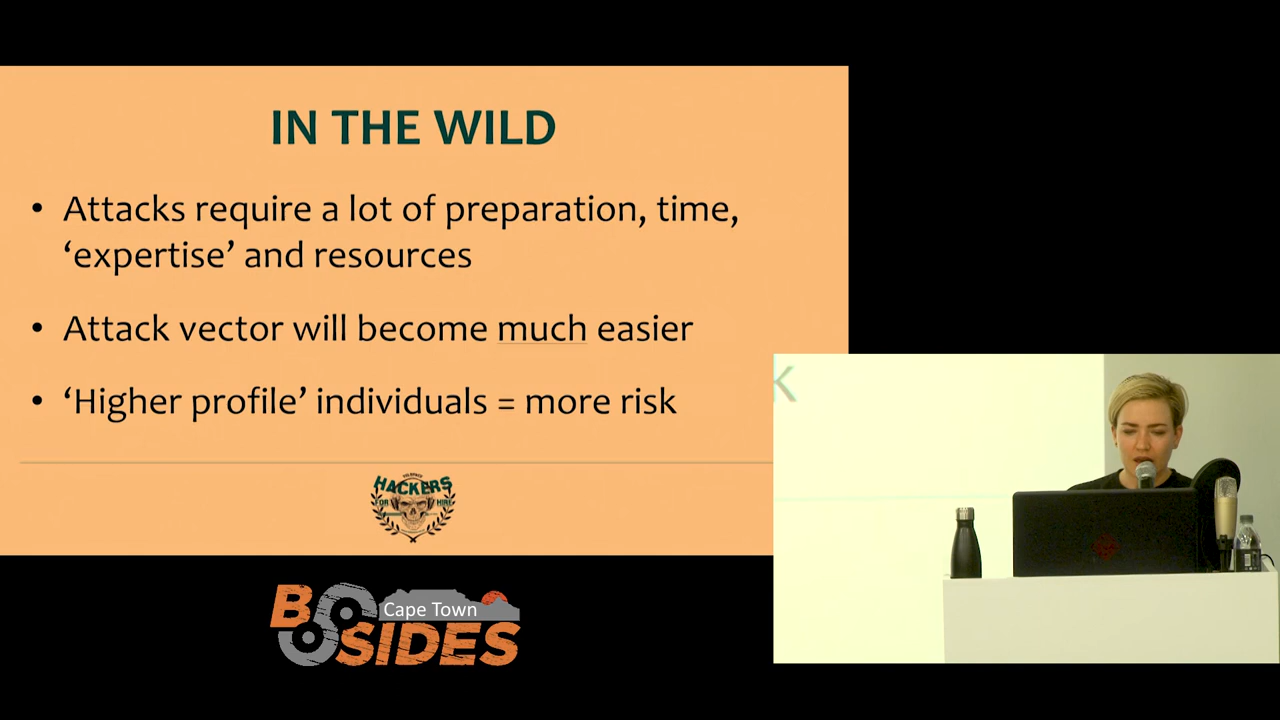 IN THE WILD
• Attacks require a lot of preparation, time,
‘expertise’ and resources
• Attack vector will become much easier
• ‘Higher profile’ individuals = more risk
HACKERS
FOR HIRE
K
Cape Town
B SIDES